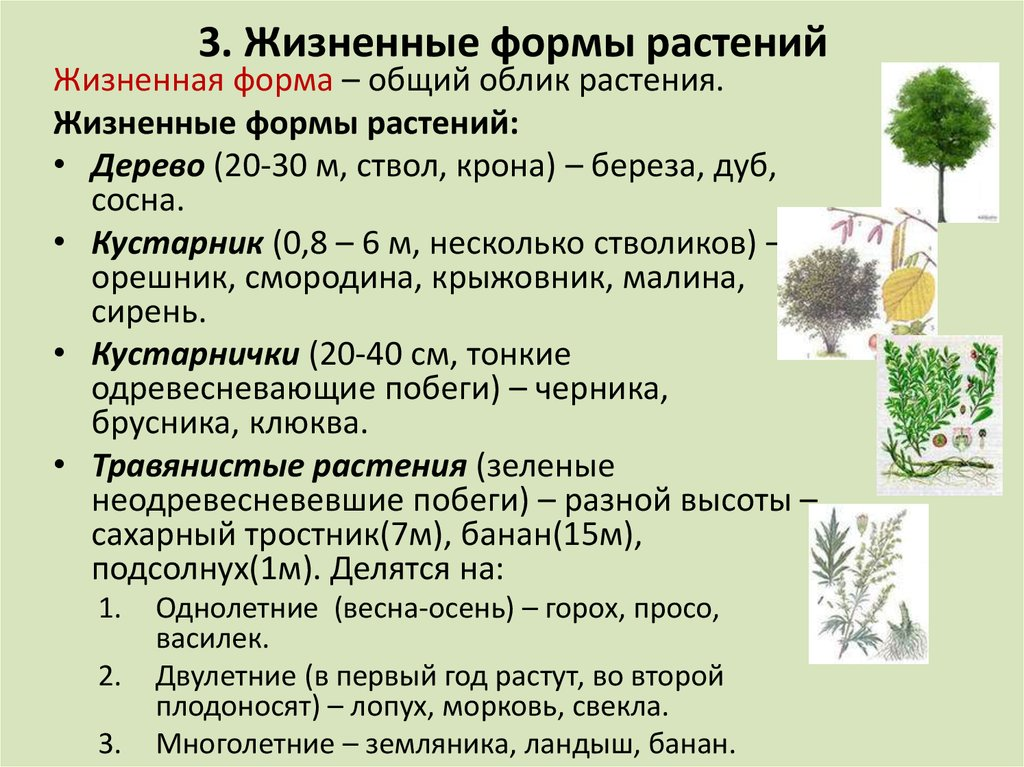 3. Жизненные формы растений
Жизненная форма – общий облик растения.
Жизненные формы растений:
• Дерево (20-30 м, ствол, крона) – береза, дуб,
сосна.
• Кустарник (0,8 – 6 м, несколько стволиков) –
орешник, смородина, крыжовник, малина,
сирень.
• Кустарнички (20-40 см, тонкие
одревесневающие побеги) – черника,
брусника, клюква.
• Травянистые растения (зеленые
неодревесневевшие побеги) – разной высоты –
сахарный тростник(7м), банан(15м),
подсолнух(1м). Делятся на:
1. Однолетние (весна-осень) – горох, просо,
василек.
2. Двулетние (в первый год растут, во второй
плодоносят) – лопух, морковь, свекла.
3. Многолетние – земляника, ландыш, банан.